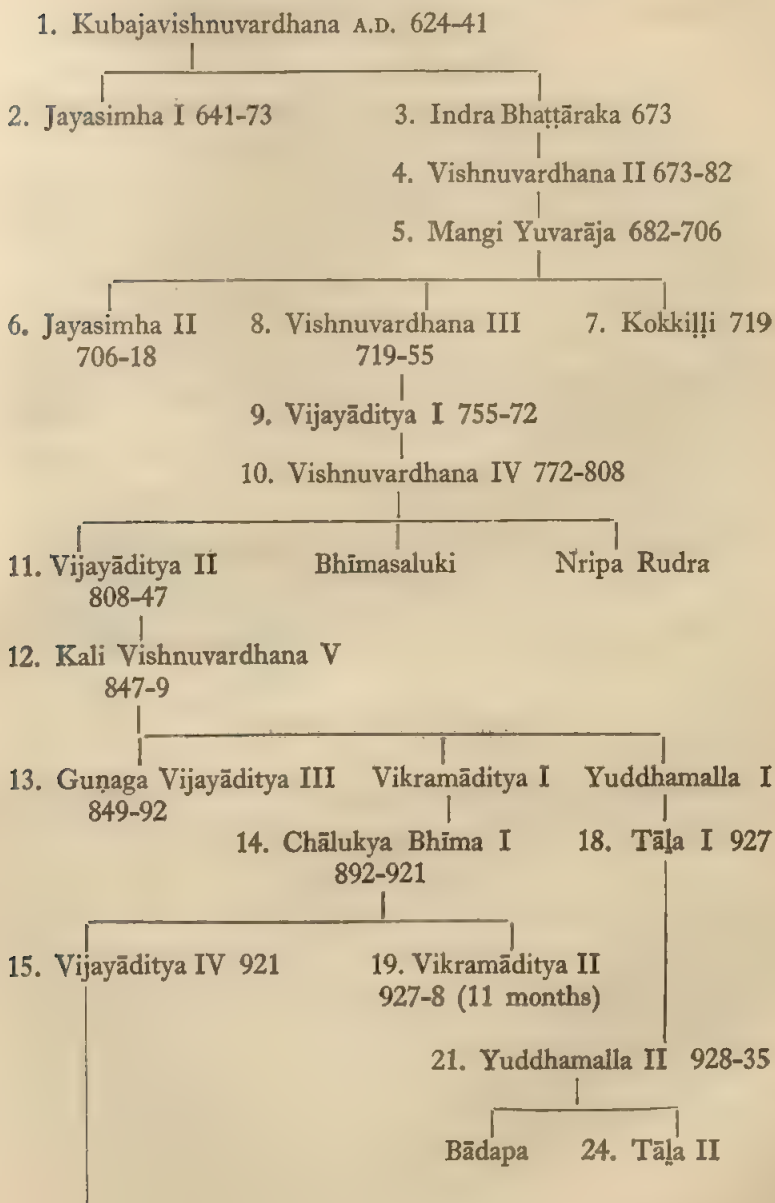 1. Kubajavishnuvardhana A.D. 624-41
2. Jayasimha I 641-73 3. Indra Bhaṭṭāraka 673
4. Vishnuvardhana II 673-82
5. Mangi Yuvarāja 682-706
6. Jayasimha II 8. Vishnuvardhana III 7. Kokkiḷḷi 719
706-18 719-55
9. Vijayāditya I 755-72
10. Vishnuvardhana IV 772-808
11. Vijayāditya II Bhīmasaluki Nripa Rudra
808-47
12. Kali Vishnuvardhana V
847-9
13. Guṇaga Vijayāditya III Vikramāditya I Yuddhamalla I
849-92
14. Chālukya Bhīma I 18. Tāḷa I 927
892-921
15. Vijayāditya IV 921 19. Vikramāditya II
927-8 (11 months)
21. Yuddhamalla II 928-35
Bādapa 24. Tāḷa II